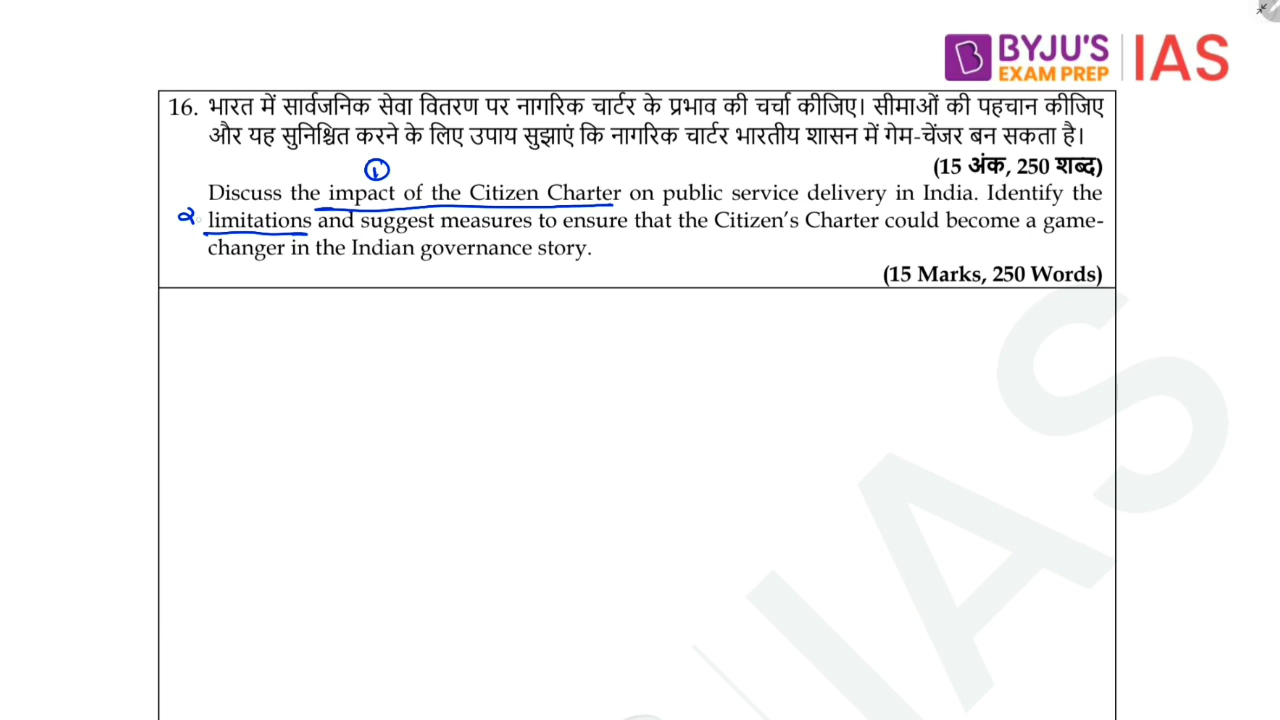 BYJU'S
EXAM PREP
IAS
16. भारत में सार्वजनिक सेवा वितरण पर नागरिक चार्टर के प्रभाव की चर्चा कीजिए। सीमाओं की पहचान कीजिए
और यह सुनिश्चित करने के लिए उपाय सुझाएं कि नागरिक चार्टर भारतीय शासन में गेम-चेंजर बन सकता है।
(15 अंक, 250 शब्द)
1
Discuss the impact of the Citizen Charter on public service delivery in India. Identify the
2 limitations and suggest measures to ensure that the Citizen's Charter could become a game-
changer in the Indian governance story.
(15 Marks, 250 Words)
IAS